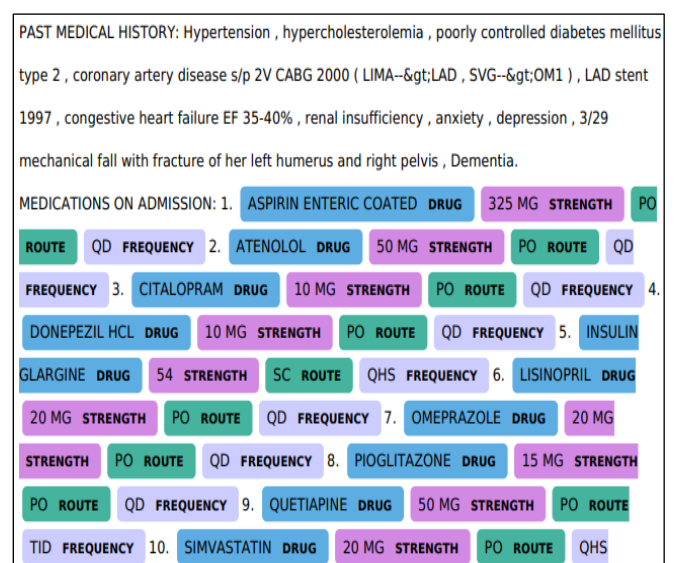 PAST MEDICAL HISTORY: Hypertension , hypercholesterolemia , poorly controlled diabetes mellitus
type 2 , coronary artery disease s/p 2V CABG 2000 ( LIMA--&gt;LAD , SVG--&gt;OM1 ) , LAD stent
1997 , congestive heart failure EF 35-40% , renal insufficiency , anxiety , depression , 3/29
mechanical fall with fracture of her left humerus and right pelvis , Dementia.
MEDICATIONS ON ADMISSION: 1. ASPIRIN ENTERIC COATED DRUG 325 MG STRENGTH PO
ROUTE QD FREQUENCY 2. ATENOLOL DRUG 50 MG STRENGTH PO ROUTE QD
FREQUENCY 3. CITALOPRAM DRUG 10 MG STRENGTH PO ROUTE QD FREQUENCY 4.
DONEPEZIL HCL DRUG 10 MG STRENGTH PO ROUTE QD FREQUENCY 5. INSULIN
GLARGINE DRUG 54 STRENGTH SC ROUTE QHS FREQUENCY 6. LISINOPRIL DRUG
20 MG STRENGTH PO ROUTE QD FREQUENCY 7. OMEPRAZOLE DRUG 20 MG
STRENGTH PO ROUTE QD FREQUENCY 8. PIOGLITAZONE DRUG 15 MG STRENGTH
PO ROUTE QD FREQUENCY 9. QUETIAPINE DRUG 50 MG STRENGTH PO ROUTE
TID FREQUENCY 10. SIMVASTATIN DRUG 20 MG STRENGTH PO ROUTE QHS